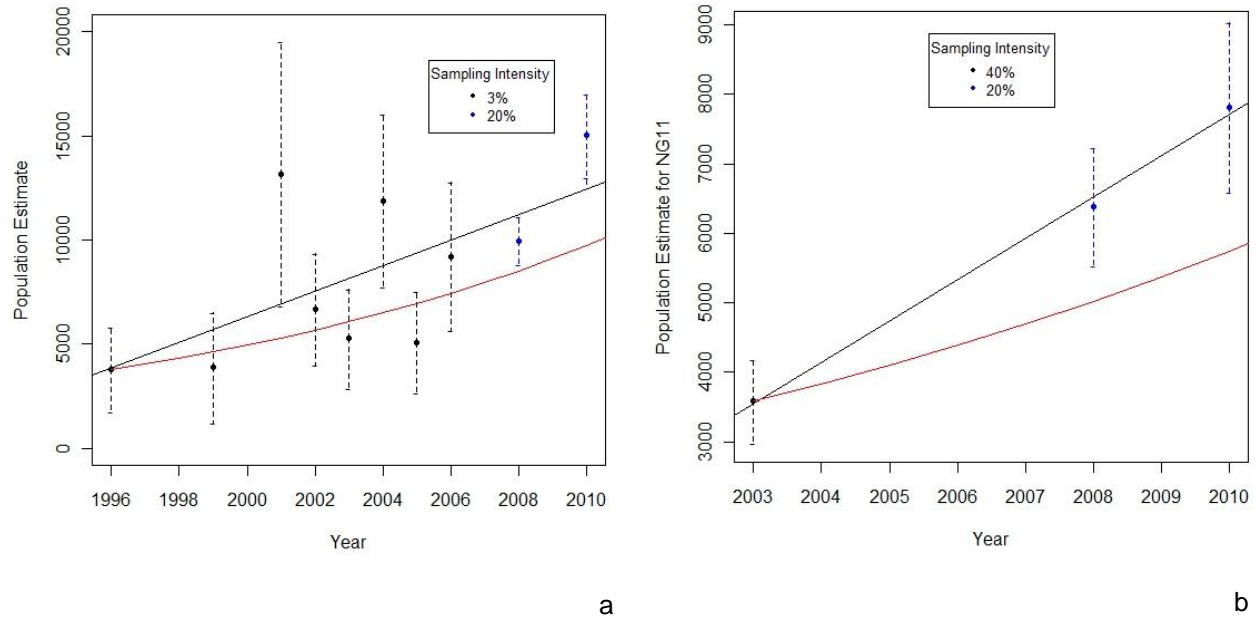 Population Estimate
20000
15000
10000
5000
0
Sampling Intensity
3%
20%
1996 1998 2000 2002 2004 2006 2008 2010
Year
a
Population Estimate for NG11
9000
8000
7000
6000
5000
4000
3000
Sampling Intensity
40%
20%
2003 2004 2005 2006 2007 2008 2009 2010
Year
b